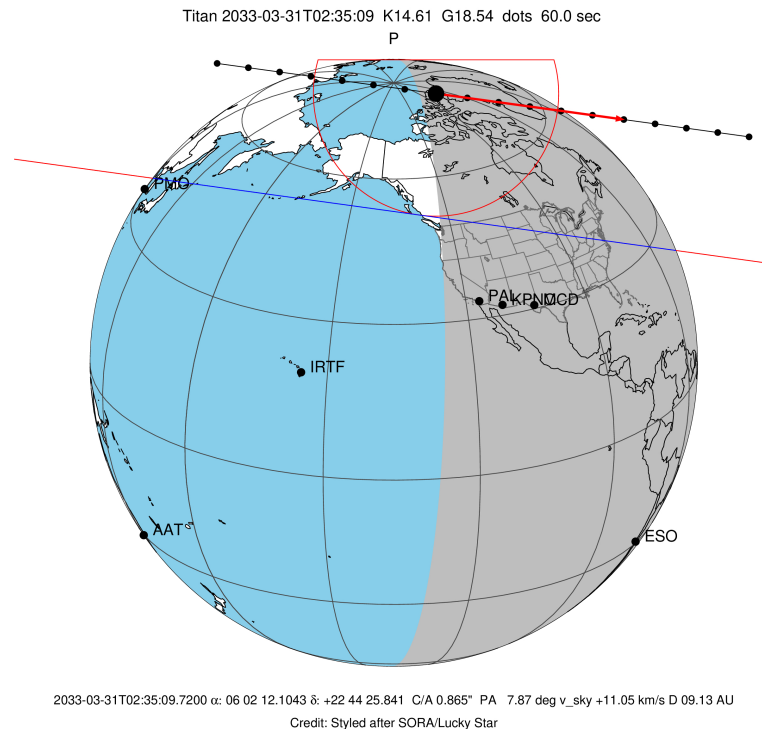 Titan 2033-03-31T02:35:09 K14.61 G18.54 dots 60.0 sec
P
PMO
PAL
KPNO
MCD
IRTF
AAT
ESO
2033-03-31T02:35:09.7200 α: 06 02 12.1043 δ: +22 44 25.841 C/A 0.865" PA 7.87 deg v_sky +11.05 km/s D 09.13 AU
Credit: Styled after SORA/Lucky Star